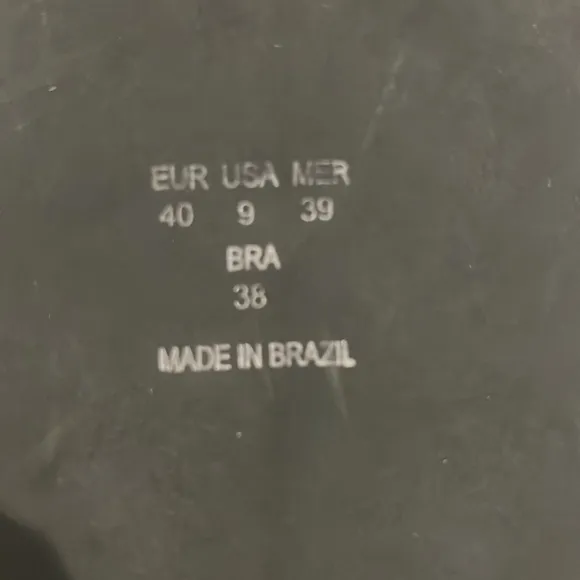 EUR USA MER
40 9 39
BRA
38
MADE IN BRAZIL